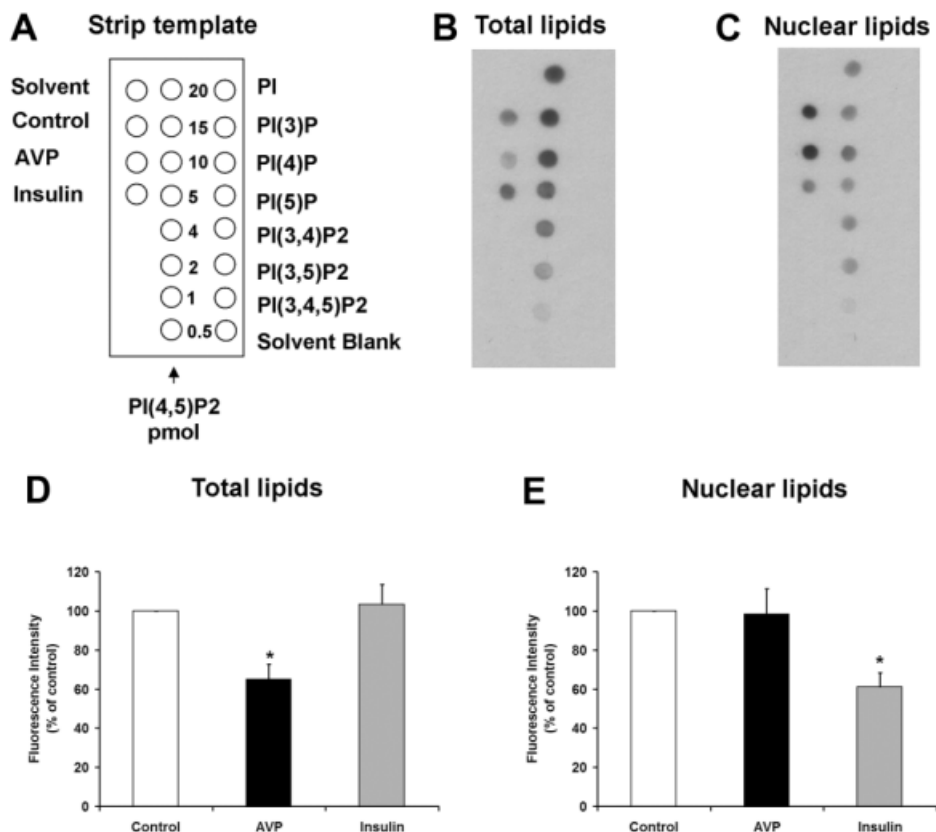 A
Strip template
Solvent
Control
AVP
Insulin
20
15
10
5
4
2
1
0.5
PI
PI(3)P
PI(4)P
PI(5)P
PI(3,4)P2
PI(3,5)P2
PI(3,4,5)P2
Solvent Blank
PI(4,5)P2
pmol
B
Total lipids
C
Nuclear lipids
D
Total lipids
Fluorescence Intensity
(% of control)
120
100
80
60
40
20
0
*
Control
AVP
Insulin
E
Nuclear lipids
Fluorescence Intensity
(% of control)
120
100
80
60
40
20
0
*
Control
AVP
Insulin